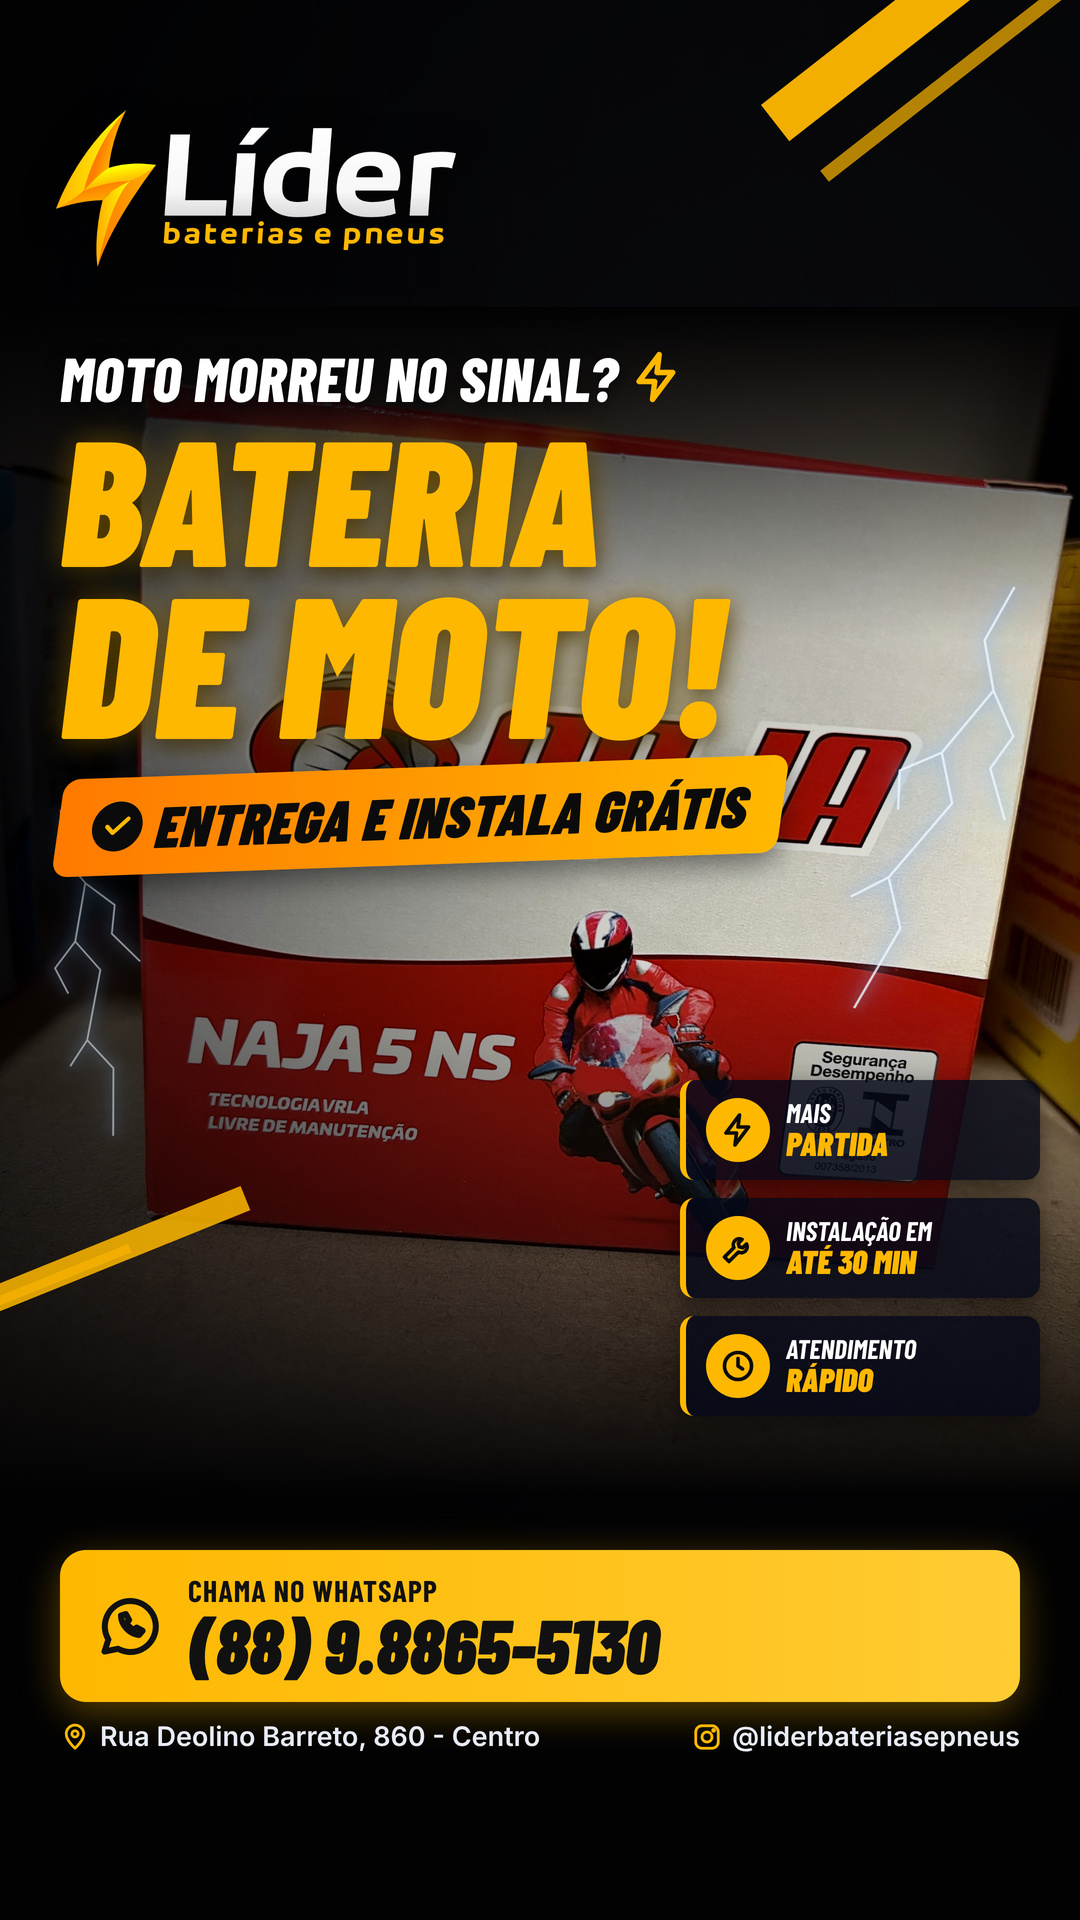 Líder
baterias e pneus
MOTO MORREU NO SINAL?
BATERIA
DE MOTO!
ENTREGA E INSTALA GRÁTIS
NAJA 5 NS
TECNOLOGIA VRLA
LIVRE DE MANUTENÇÃO
Segurança
Desempenho
007358/2013
MAIS
PARTIDA
INSTALAÇÃO EM
ATÉ 30 MIN
ATENDIMENTO
RÁPIDO
CHAMA NO WHATSAPP
(88) 9.8865-5130
Rua Deolino Barreto, 860 - Centro
@liderbateriasepneus